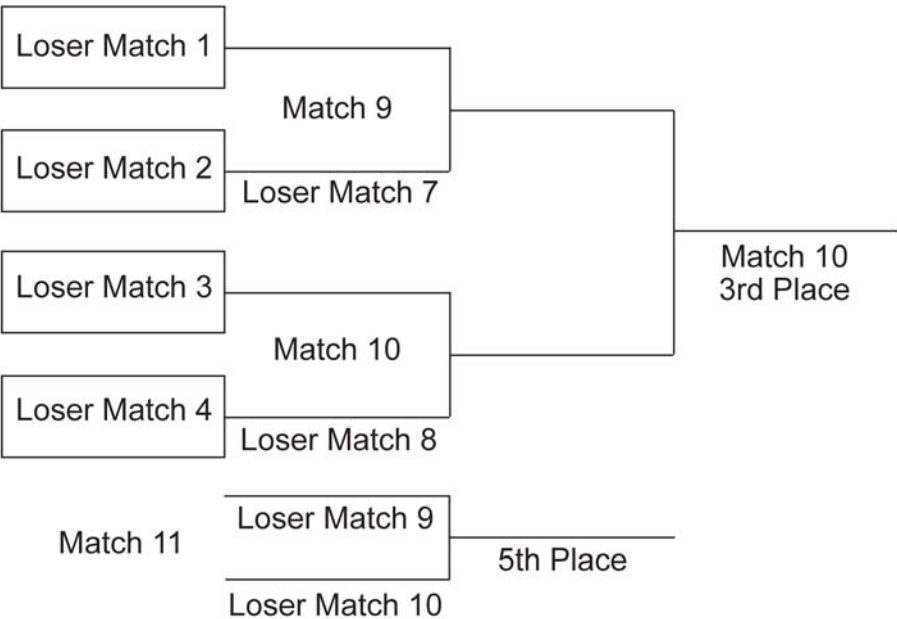 Loser Match 1
Match 9
Loser Match 2
Loser Match 7
Match 10
3rd Place
Loser Match 3
Match 10
Loser Match 4
Loser Match 8
Loser Match 9
Match 11
5th Place
Loser Match 10